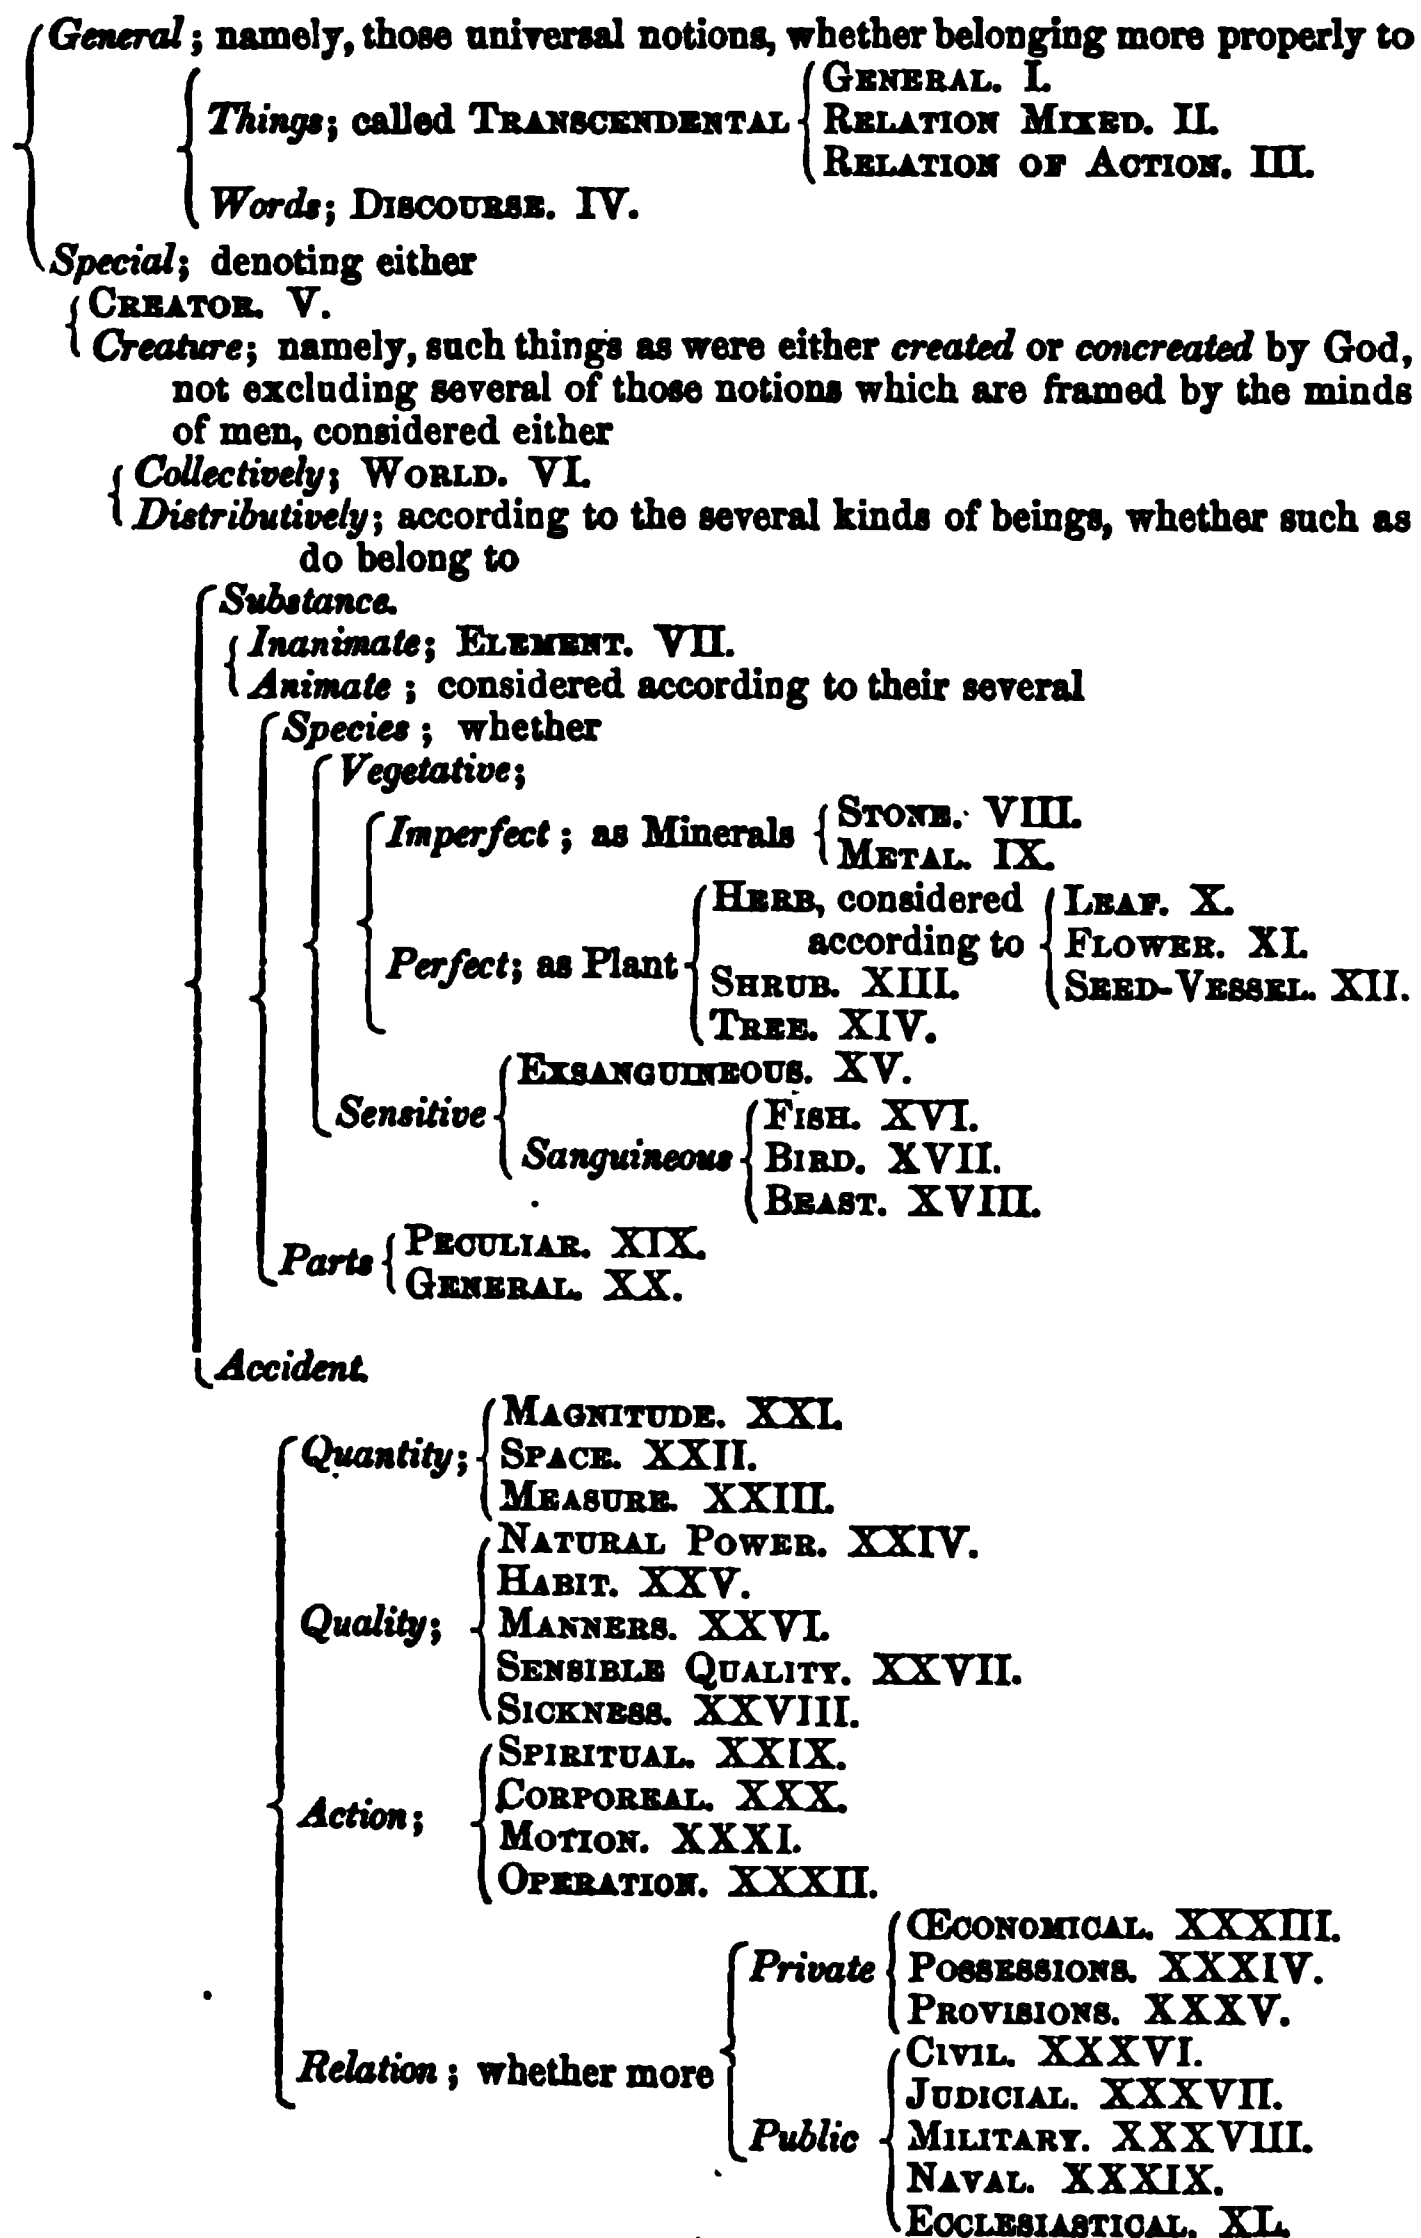 General; namely, those universal notions, whether belonging more properly to
GENERAL. I.
Things; called TRANSCENDENTAL
RELATION MIXED. II.
RELATION OF ACTION. III.
Words; DISCOURSE. IV.
Special; denoting either
CREATOR. V.
Creature; namely, such things as were either created or concreated by God,
not excluding several of those notions which are framed by the minds
of men, considered either
Collectively; WORLD. VI.
Distributively; according to the several kinds of beings, whether such as
do belong to
Substance.
Inanimate; ELEMENT. VII.
Animate; considered according to their several
Species; whether
Vegetative;
Imperfect; as Minerals
STONE. VIII.
METAL. IX.
Perfect; as Plant
HERB, considered
according to
LEAF. X.
FLOWER. XI.
SEED-VESSEL. XII.
SHRUB. XIII.
TREE. XIV.
Sensitive
EXSANGUINEOUS. XV.
Sanguineous
FISH. XVI.
BIRD. XVII.
BEAST. XVIII.
Parts
PECULIAR. XIX.
GENERAL. XX.
Accident.
Quantity;
MAGNITUDE. XXI.
SPACE. XXII.
MEASURE. XXIII.
Quality;
NATURAL POWER. XXIV.
HABIT. XXV.
MANNERS. XXVI.
SENSIBLE QUALITY. XXVII.
SICKNESS. XXVIII.
Action;
SPIRITUAL. XXIX.
CORPOREAL. XXX.
MOTION. XXXI.
OPERATION. XXXII.
Relation; whether more
Private
ŒCONOMICAL. XXXIII.
POSSESSIONS. XXXIV.
PROVISIONS. XXXV.
Public
CIVIL. XXXVI.
JUDICIAL. XXXVII.
MILITARY. XXXVIII.
NAVAL. XXXIX.
ECCLESIASTICAL. XL.